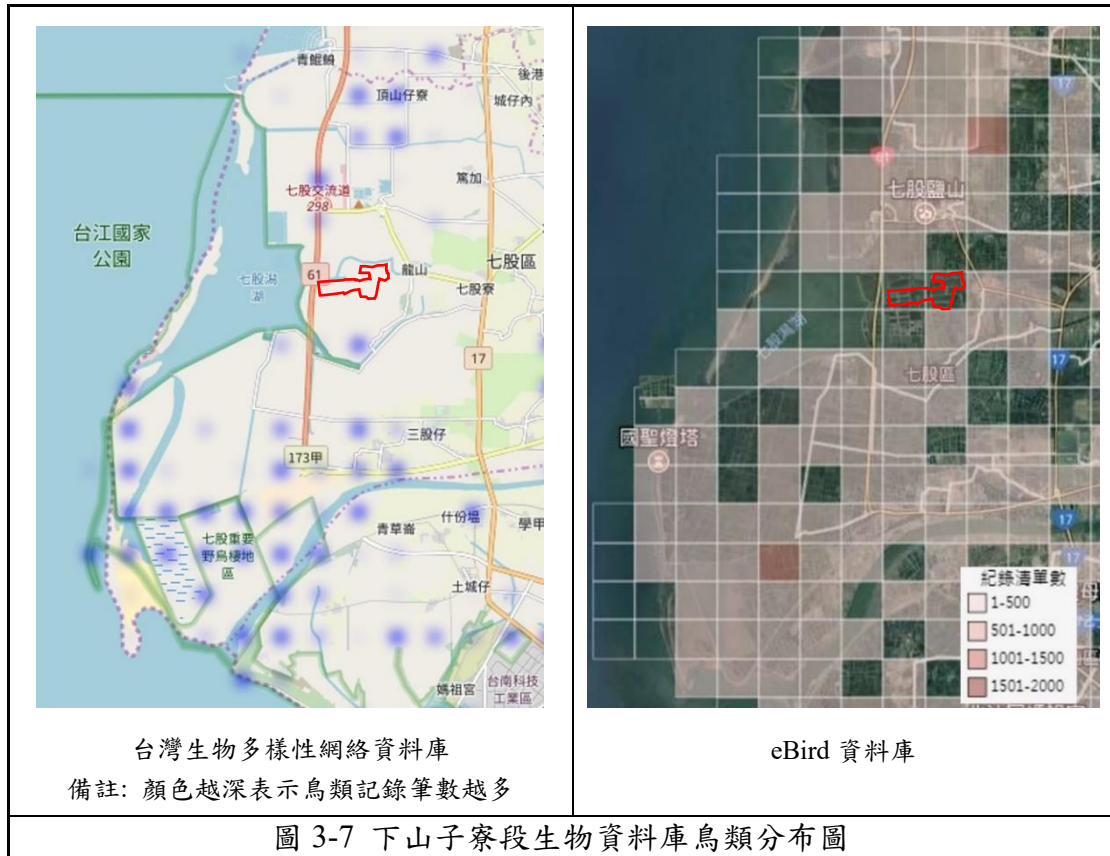 青鯤鯓
後港
頂山仔寮
城仔內
篤加
七股交流道
298
台江國家
公園
七股潟
湖
61
龍山
七股區
七股寮
17
三股仔
173甲
七股重要
野鳥棲地
區
青草崙
什份塭
學甲
土城仔
媽祖宮
台南科技
工業區
台灣生物多樣性網絡資料庫
備註: 顏色越深表示鳥類記錄筆數越多
17
61
七股鹽山
七股潟湖
七股區
17
國聖燈塔
17
17
紀錄清單數
1-500
501-1000
1001-1500
1501-2000
eBird 資料庫
圖 3-7 下山子寮段生物資料庫鳥類分布圖